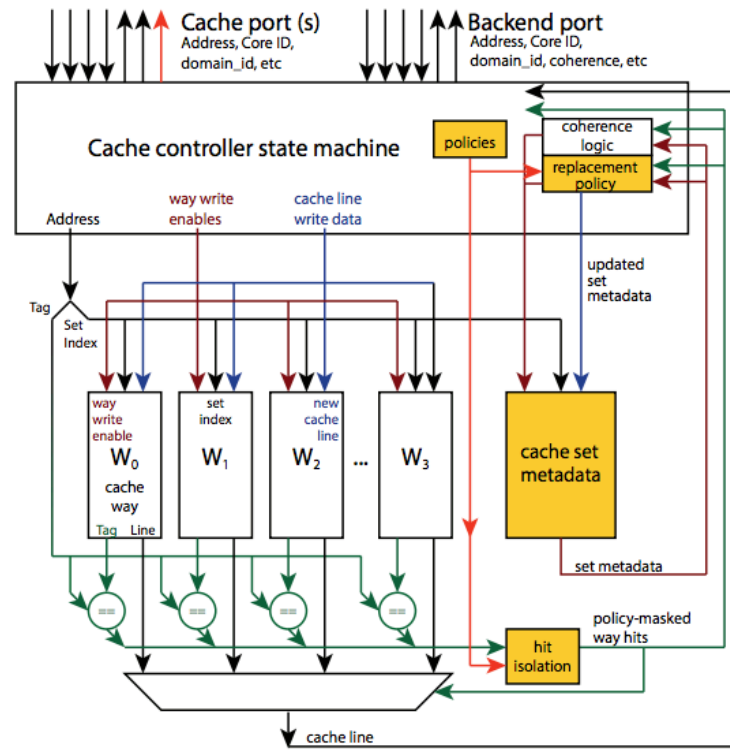 Cache port (s)
Address, Core ID,
domain_id, etc
Backend port
Address, Core ID,
domain_id, coherence, etc
Cache controller state machine
policies
coherence
logic
replacement
policy
Address
way write
enables
cache line
write data
updated
set
metadata
Tag
Set
Index
way
write
enable
W0
cache
way
Tag Line
set
index
W1
new
cache
line
W2
...
W3
cache set
metadata
set metadata
==
==
==
==
policy-masked
way hits
hit
isolation
cache line